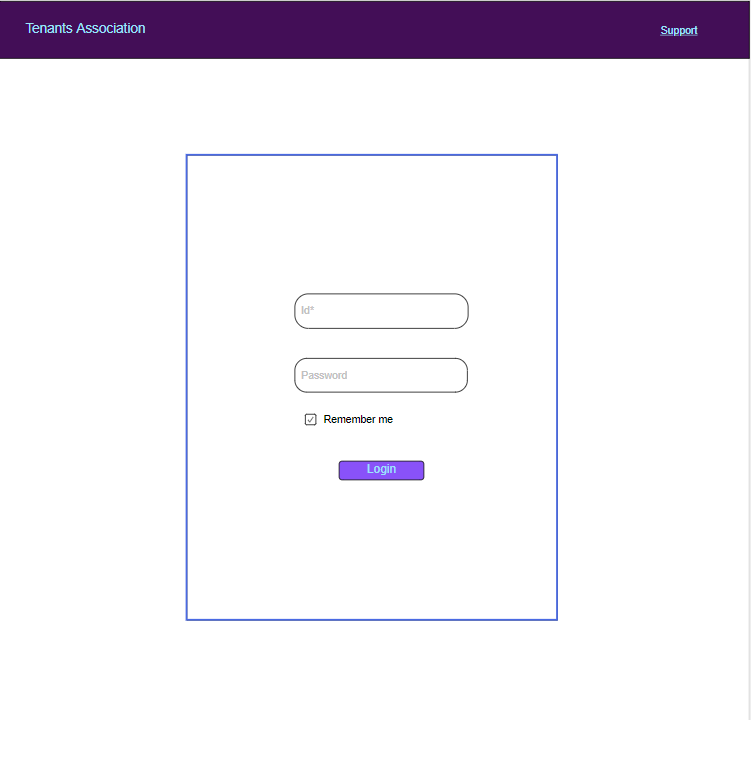 Tenants Association
Support
Id*
Password
Remember me
Login